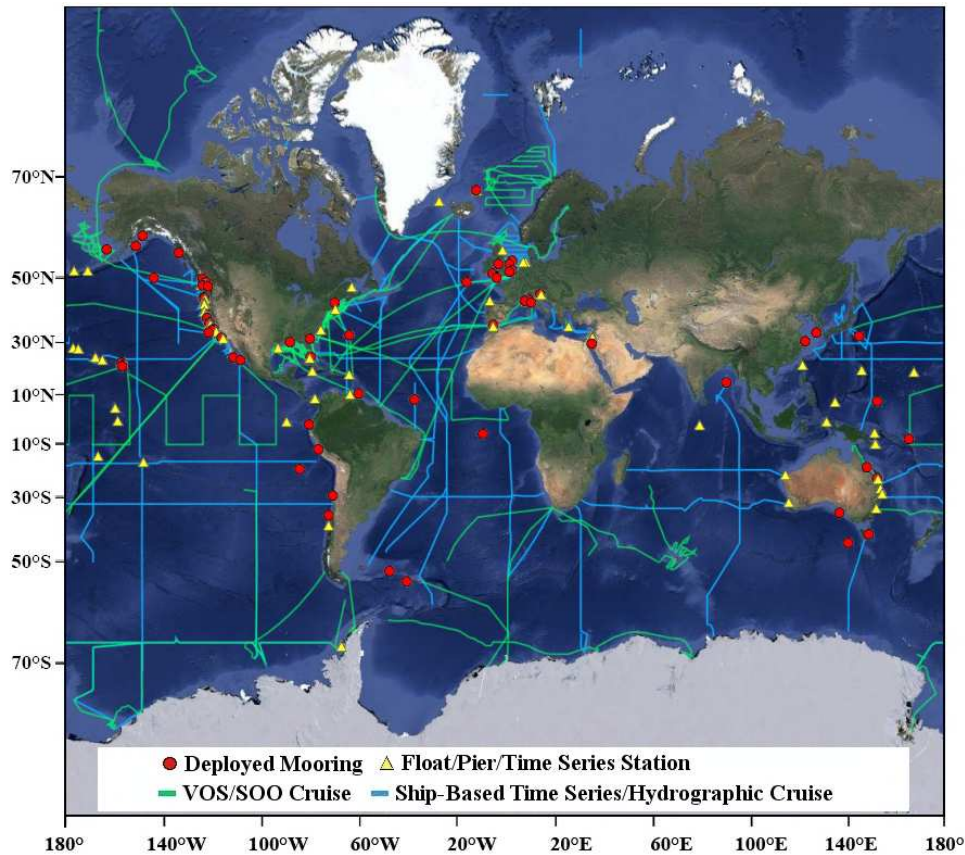 70°N
50°N
30°N
10°N
10°S
30°S
50°S
70°S
Deployed Mooring Float/Pier/Time Series Station
VOS/SOO Cruise Ship-Based Time Series/Hydrographic Cruise
180° 140°W 100°W 60°W 20°W 20°E 60°E 100°E 140°E 180°